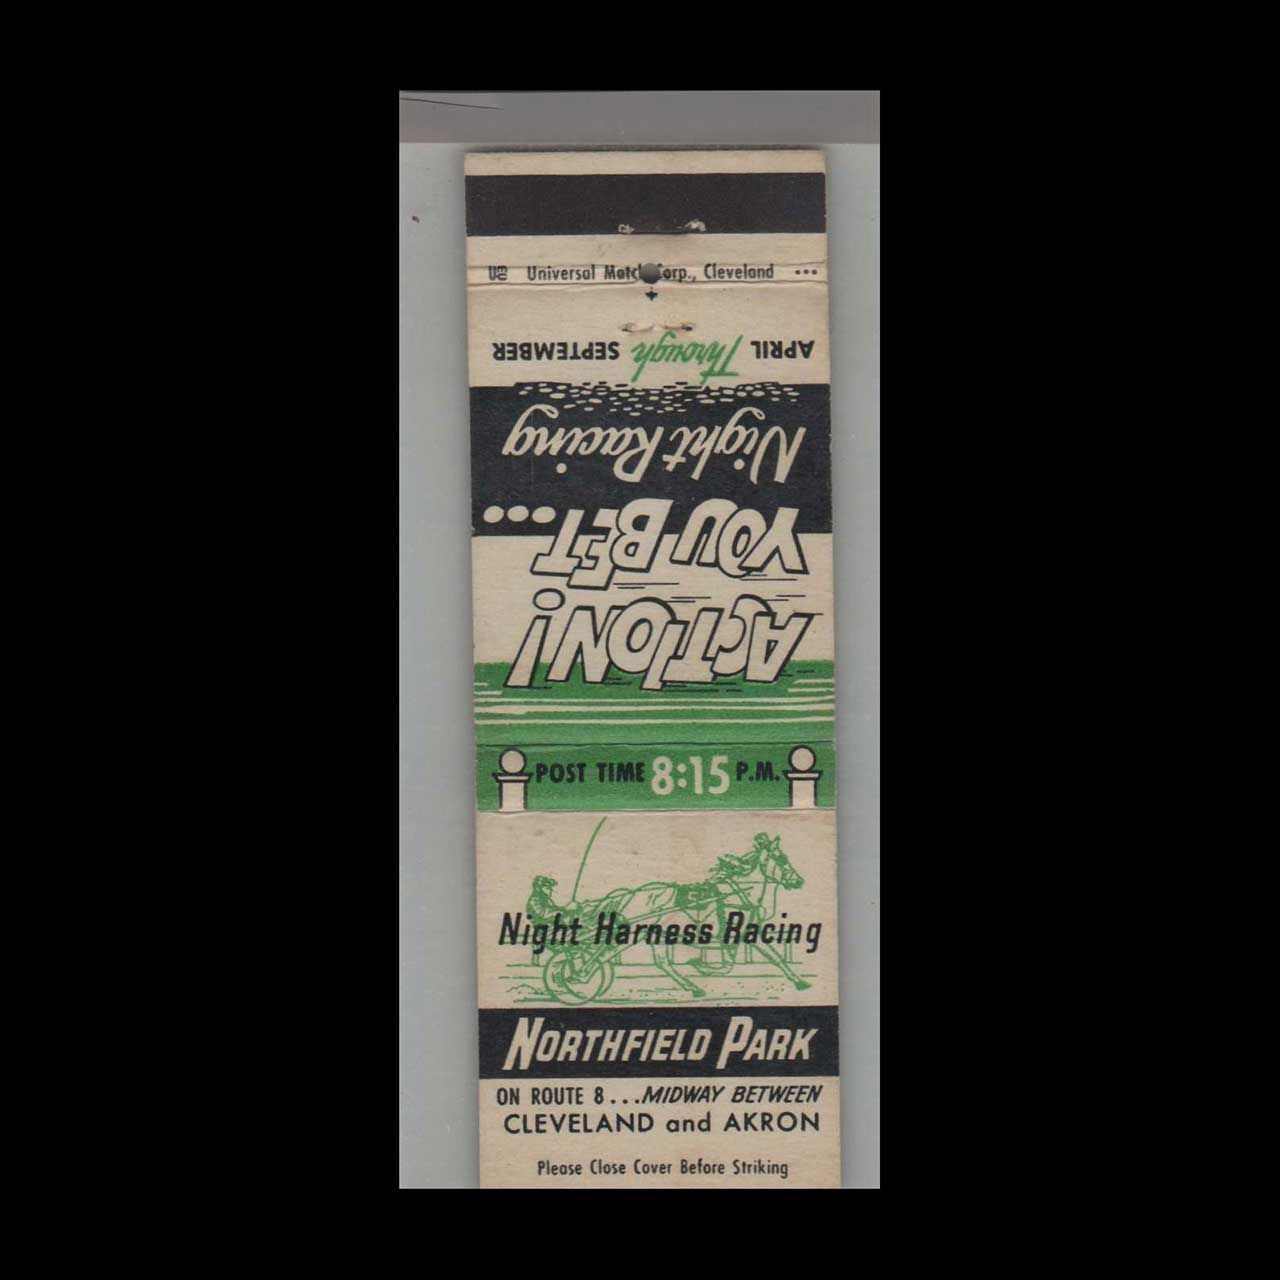 Universal Match Corp., Cleveland
ACTION!
YOU BET...
Night Racing
APRIL Through SEPTEMBER
POST TIME 8:15 P.M.
Night Harness Racing
NORTHFIELD PARK
ON ROUTE 8...MIDWAY BETWEEN
CLEVELAND and AKRON
Please Close Cover Before Striking